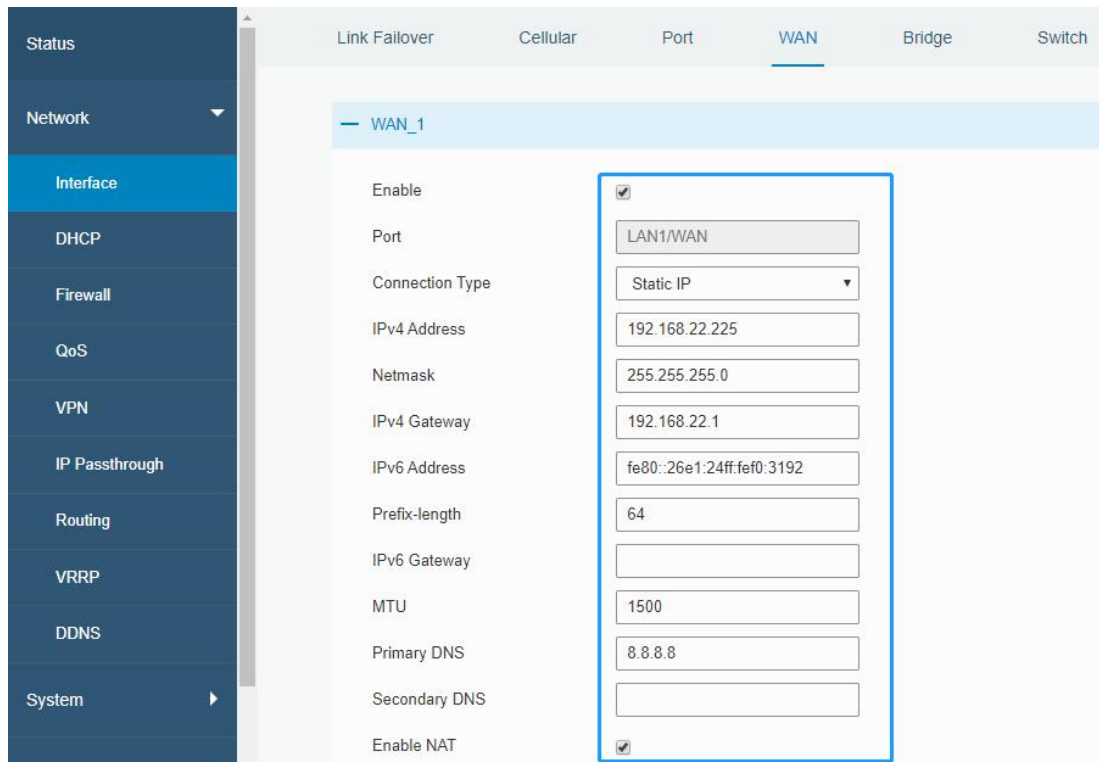 Status
Network
Interface
DHCP
Firewall
QoS
VPN
IP Passthrough
Routing
VRRP
DDNS
System
Link Failover Cellular Port WAN Bridge Switch
— WAN_1
Enable
Port LAN1/WAN
Connection Type Static IP
IPv4 Address 192.168.22.225
Netmask 255.255.255.0
IPv4 Gateway 192.168.22.1
IPv6 Address fe80::26e1:24ff:fef0:3192
Prefix-length 64
IPv6 Gateway
MTU 1500
Primary DNS 8.8.8.8
Secondary DNS
Enable NAT